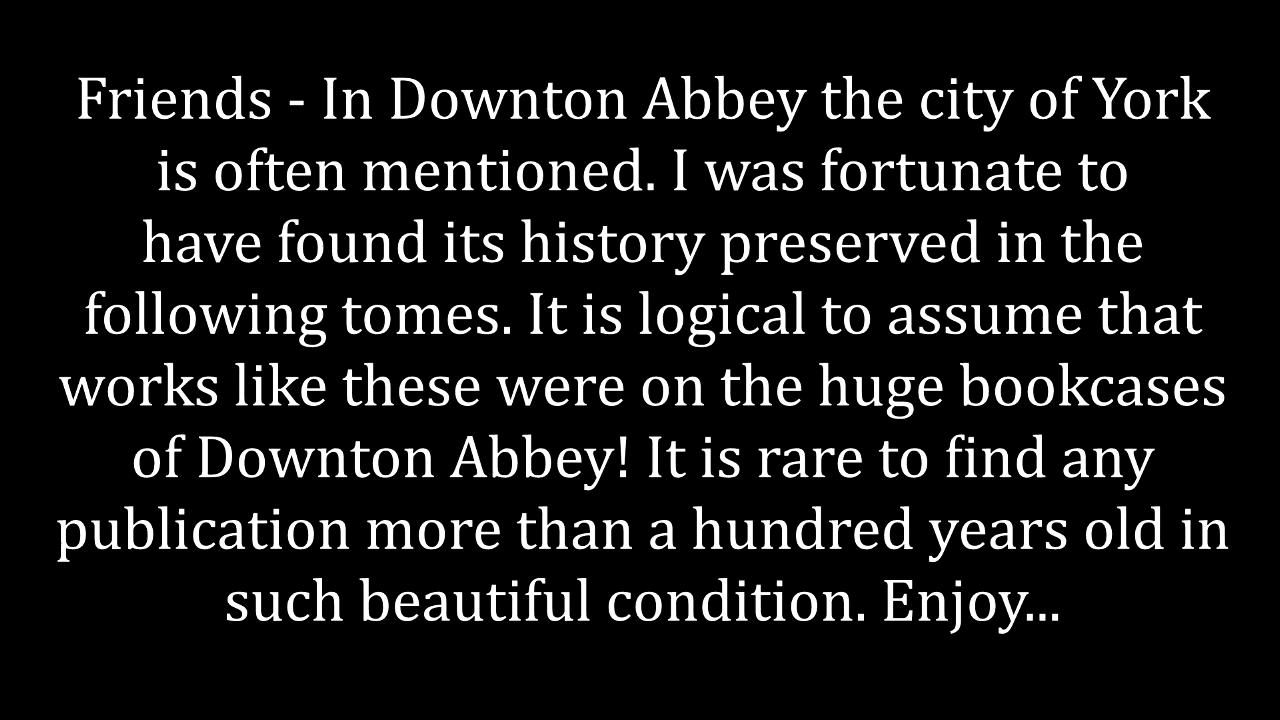 Friends - In Downton Abbey the city of York
is often mentioned. I was fortunate to
have found its history preserved in the
following tomes. It is logical to assume that
works like these were on the huge bookcases
of Downton Abbey! It is rare to find any
publication more than a hundred years old in
such beautiful condition. Enjoy...